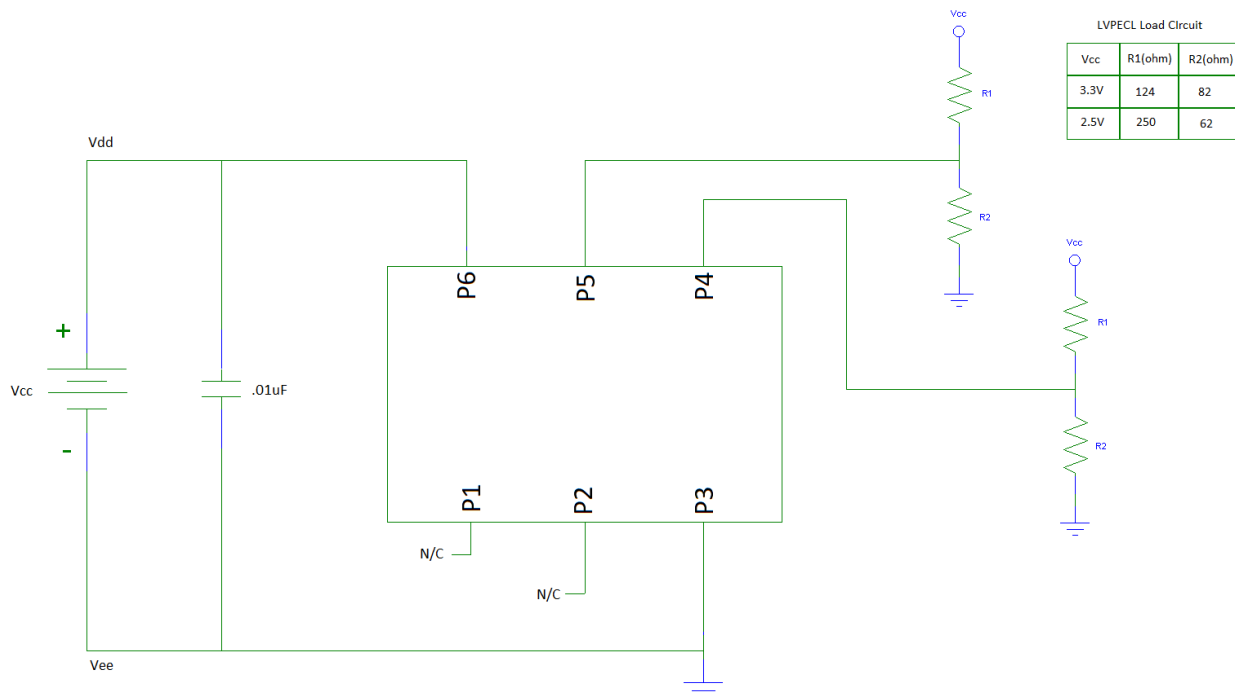 Vcc
LVPECL Load CIrcuit
Vcc R1(ohm) R2(ohm)
3.3V 124 82
2.5V 250 62
R1
Vdd
R2
Vcc
P6 P5 P4
R1
+
Vcc
.01uF
-
R2
P1 P2 P3
N/C
N/C
Vee